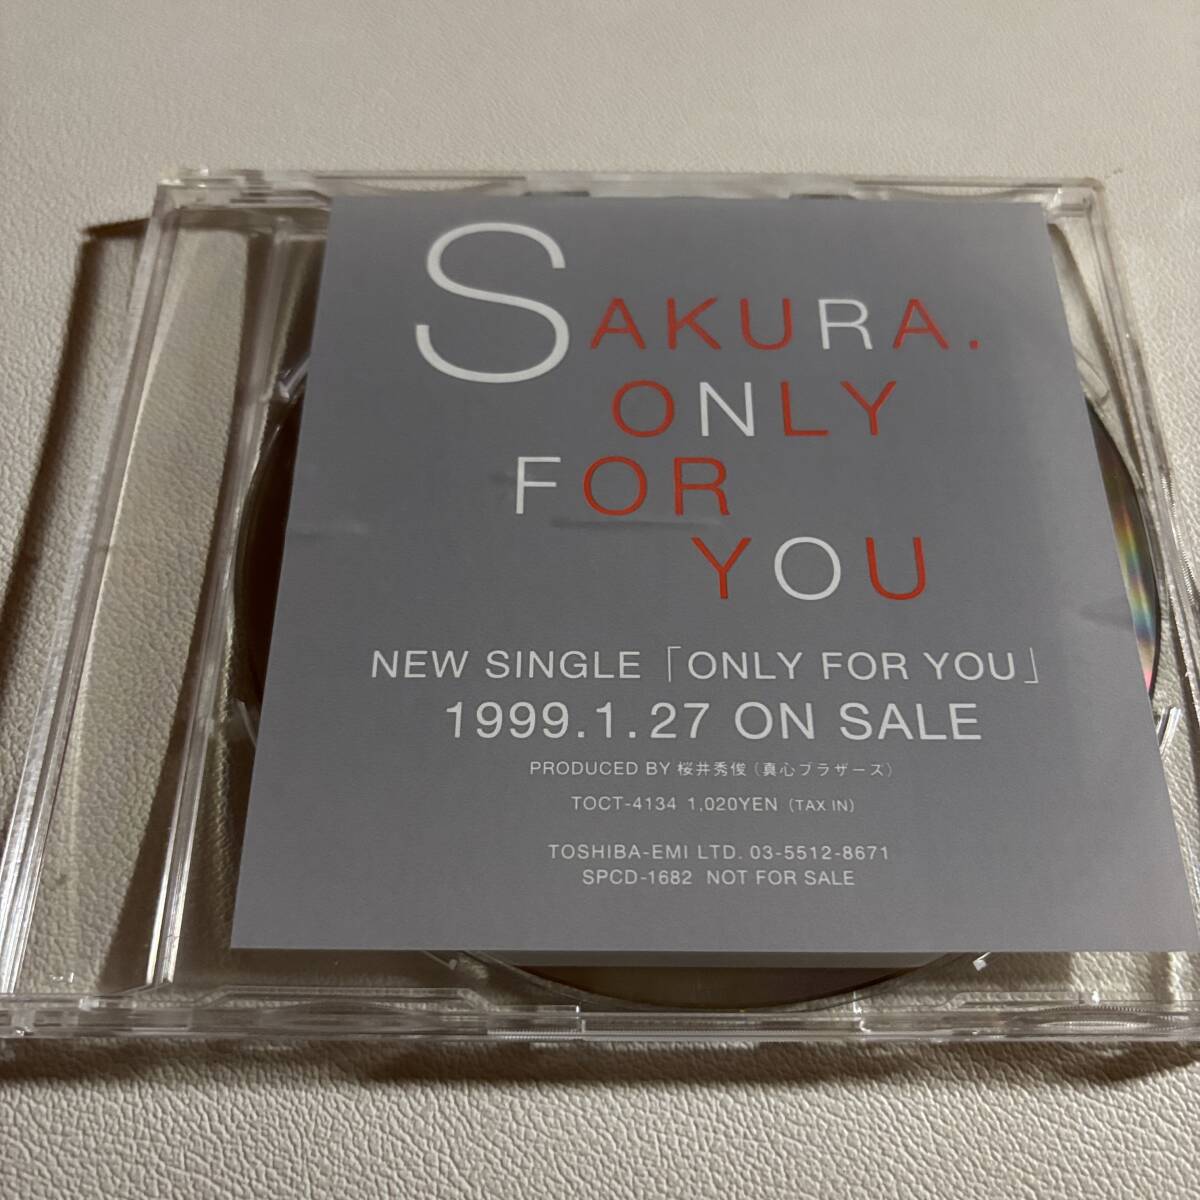 SAKURA.
ONLY
FOR
YOU
NEW SINGLE「ONLY FOR YOU」
1999.1.27 ON SALE
PRODUCED BY 桜井秀俊（真心ブラザーズ）
TOCT-4134 1,020YEN（TAX IN）
TOSHIBA-EMI LTD. 03-5512-8671
SPCD-1682 NOT FOR SALE